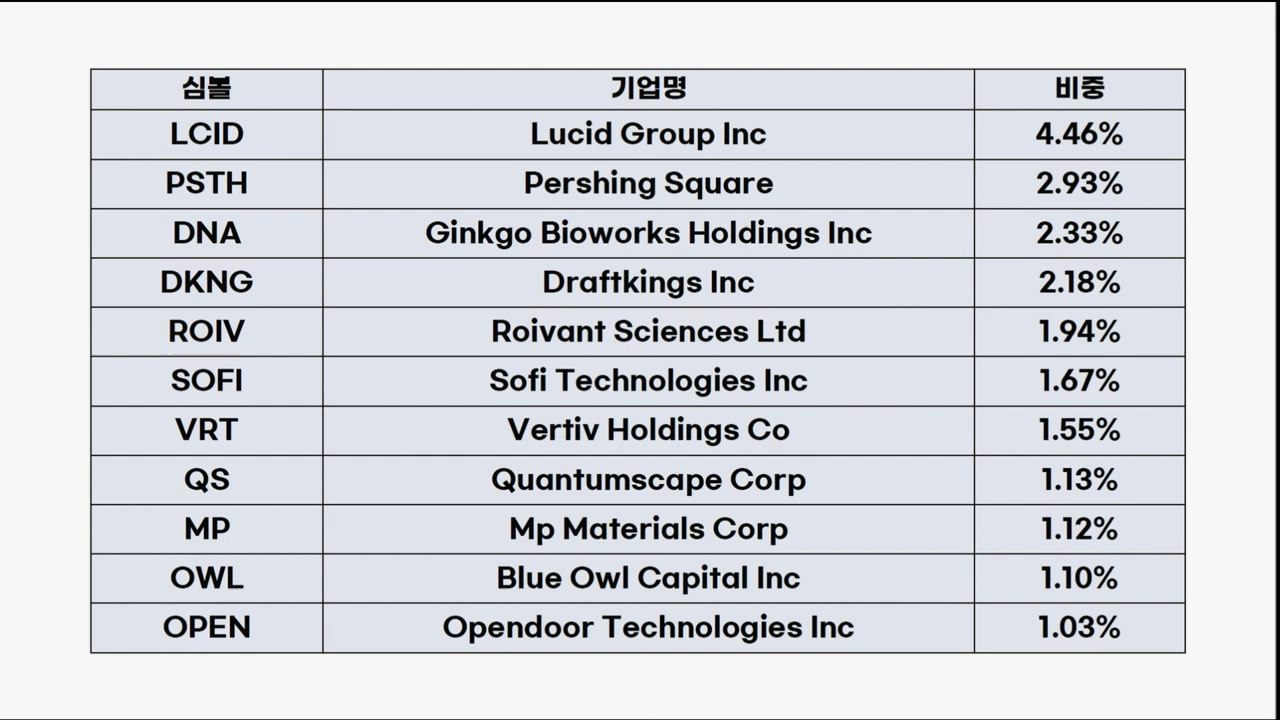 심볼 기업명 비중
LCID Lucid Group Inc 4.46%
PSTH Pershing Square 2.93%
DNA Ginkgo Bioworks Holdings Inc 2.33%
DKNG Draftkings Inc 2.18%
ROIV Roivant Sciences Ltd 1.94%
SOFI Sofi Technologies Inc 1.67%
VRT Vertiv Holdings Co 1.55%
QS Quantumscape Corp 1.13%
MP Mp Materials Corp 1.12%
OWL Blue Owl Capital Inc 1.10%
OPEN Opendoor Technologies Inc 1.03%